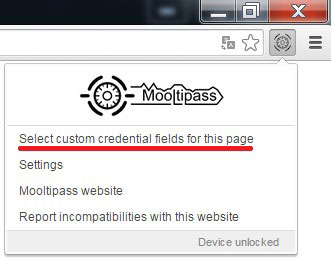 Mooltipass
Select custom credential fields for this page
Settings
Mooltipass website
Report incompatibilities with this website
Device unlocked